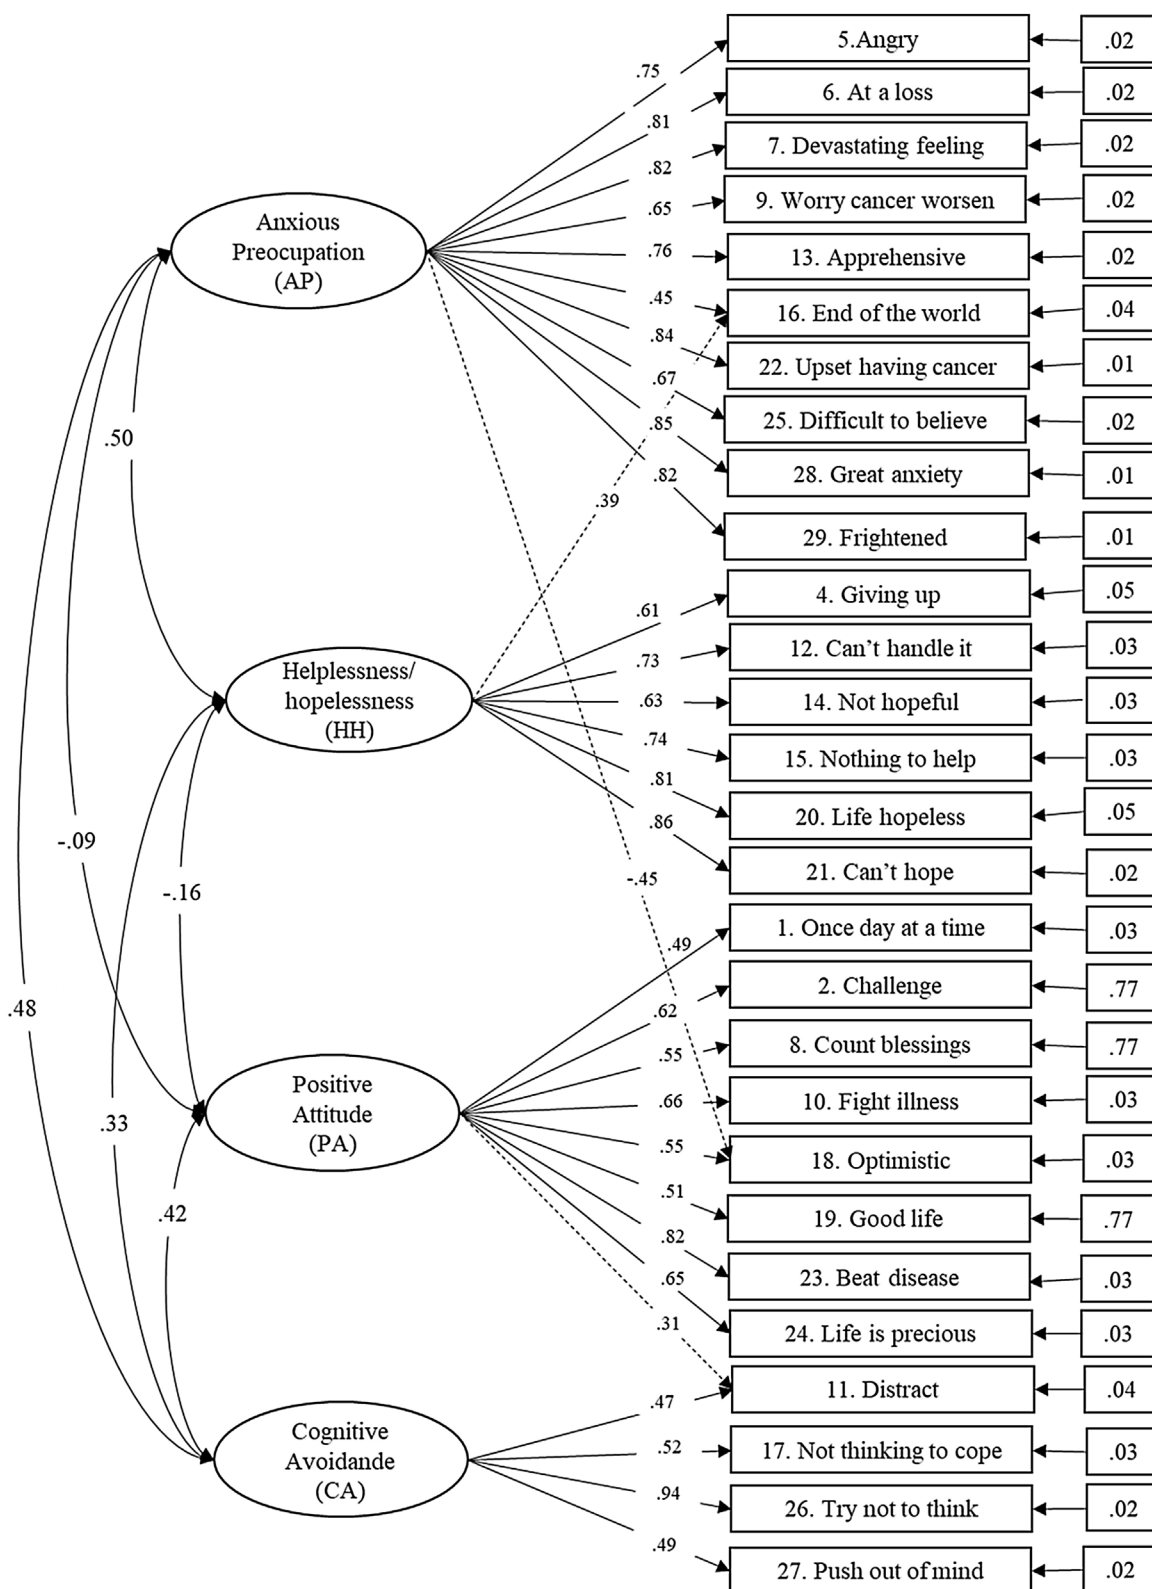 5.Angry
.02
.75
6. At a loss
.02
.81
7. Devastating feeling
.02
.82
9. Worry cancer worsen
.02
.65
Anxious
Preocupation
(AP)
13. Apprehensive
.02
.76
16. End of the world
.04
.45
22. Upset having cancer
.01
.84
25. Difficult to believe
.02
.67
28. Great anxiety
.01
.85
29. Frightened
.01
.82
.50
.39
4. Giving up
.05
.61
12. Can’t handle it
.03
.73
Helplessness/
hopelessness
(HH)
14. Not hopeful
.03
.63
15. Nothing to help
.03
.74
20. Life hopeless
.05
.81
21. Can’t hope
.02
.86
-.09
-.16
-.45
1. Once day at a time
.03
.49
2. Challenge
.77
.62
.48
8. Count blessings
.77
.55
Positive
Attitude
(PA)
10. Fight illness
.03
.66
.33
18. Optimistic
.03
.55
19. Good life
.77
.51
.42
23. Beat disease
.03
.82
24. Life is precious
.03
.65
.31
11. Distract
.04
.47
Cognitive
Avoidande
(CA)
17. Not thinking to cope
.03
.52
26. Try not to think
.02
.94
27. Push out of mind
.02
.49